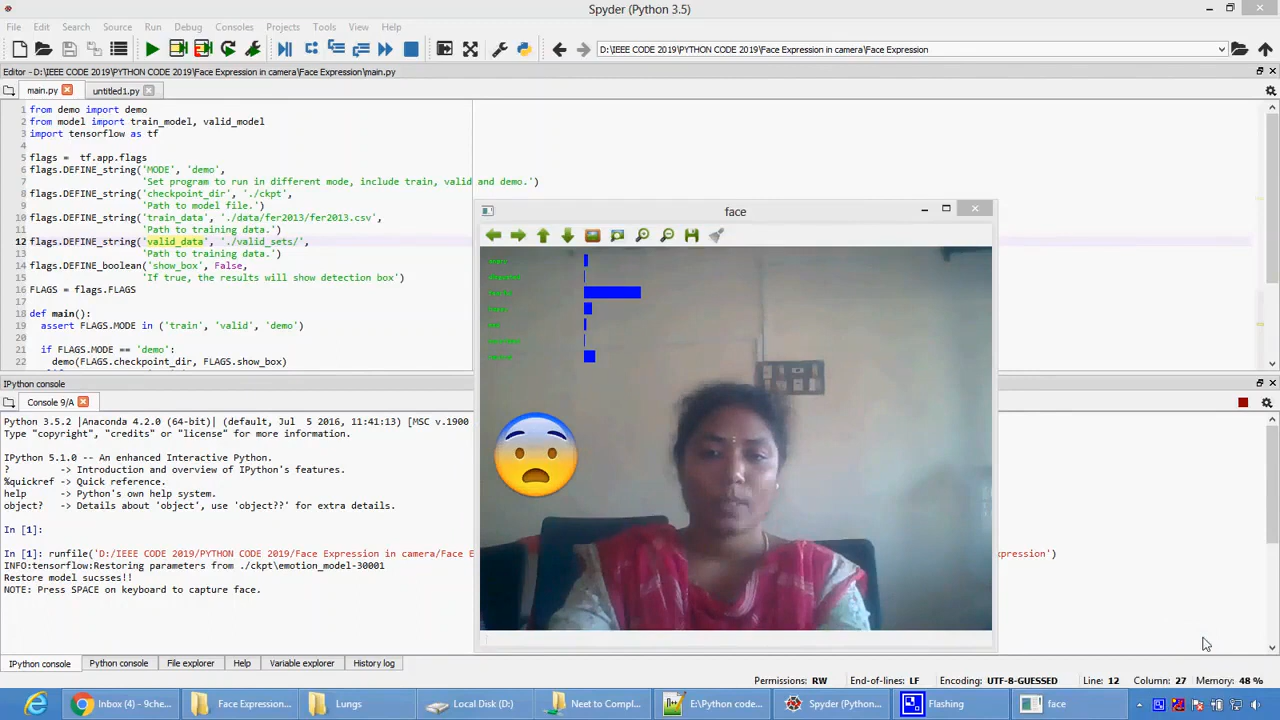 Spyder (Python 3.5)
File Edit Search Source Run Debug Consoles Projects Tools View Help
D:\IEEE CODE 2019\PYTHON CODE 2019\Face Expression in camera\Face Expression
Editor - D:\IEEE CODE 2019\PYTHON CODE 2019\Face Expression in camera\Face Expression\main.py
main.py untitled1.py
1 from demo import demo
2 from model import train_model, valid_model
3 import tensorflow as tf
4
5 flags = tf.app.flags
6 flags.DEFINE_string('MODE', 'demo',
7 'Set program to run in different mode, include train, valid and demo.')
8 flags.DEFINE_string('checkpoint_dir', './ckpt',
9 'Path to model file.')
10 flags.DEFINE_string('train_data', './data/fer2013/fer2013.csv',
11 'Path to training data.')
12 flags.DEFINE_string('valid_data', './valid_sets/',
13 'Path to training data.')
14 flags.DEFINE_boolean('show_box', False,
15 'If true, the results will show detection box')
16 FLAGS = flags.FLAGS
17
18 def main():
19 assert FLAGS.MODE in ('train', 'valid', 'demo')
20
21 if FLAGS.MODE == 'demo':
22 demo(FLAGS.checkpoint_dir, FLAGS.show_box)
face
IPython console
Console 9/A
Python 3.5.2 |Anaconda 4.2.0 (64-bit)| (default, Jul 5 2016, 11:41:13) [MSC v.1900
Type "copyright", "credits" or "license" for more information.
IPython 5.1.0 -- An enhanced Interactive Python.
? -> Introduction and overview of IPython's features.
%quickref -> Quick reference.
help -> Python's own help system.
object? -> Details about 'object', use 'object??' for extra details.
In [1]:
In [1]: runfile('D:/IEEE CODE 2019/PYTHON CODE 2019/Face Expression in camera/Face E xpression')
INFO:tensorflow:Restoring parameters from ./ckpt\emotion_model-30001
Restore model sucsses!!
NOTE: Press SPACE on keyboard to capture face.
IPython console Python console File explorer Help Variable explorer History log
Permissions: RW End-of-lines: LF Encoding: UTF-8-GUESSED Line: 12 Column: 27 Memory: 48 %
Inbox (4) - 9che... Face Expression... Lungs Local Disk (D:) Neet to Compl... E:\Python code... Spyder (Python... Flashing face